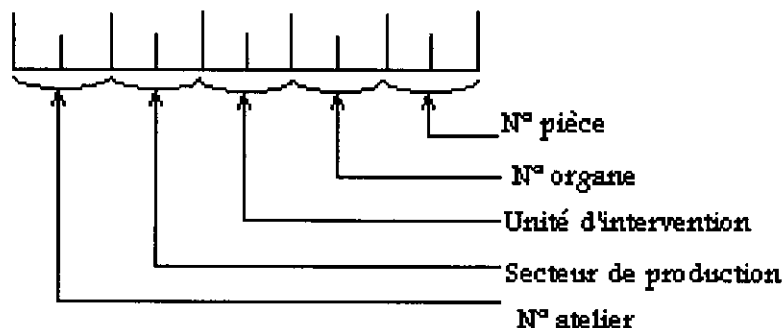 N° pièce
N° organe
Unité d'intervention
Secteur de production
N° atelier